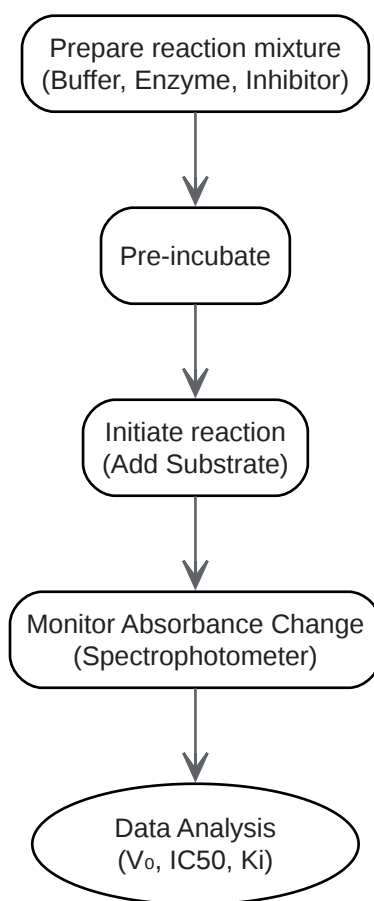 Prepare reaction mixture
(Buffer, Enzyme, Inhibitor)
Pre-incubate
Initiate reaction
(Add Substrate)
Monitor Absorbance Change
(Spectrophotometer)
Data Analysis
(V₀, IC50, Ki)